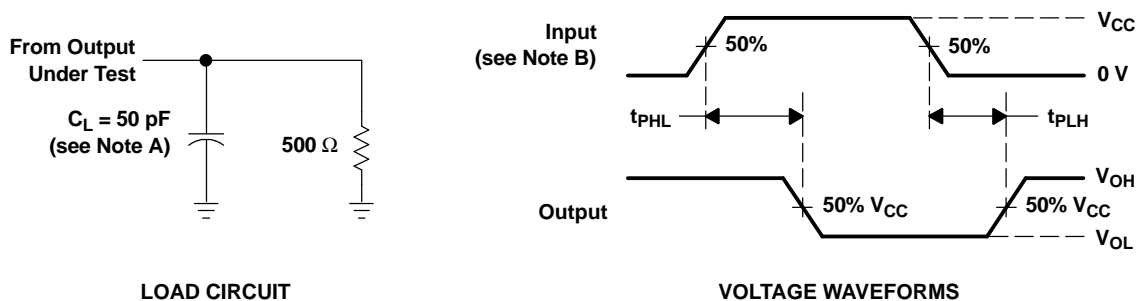 From Output
Under Test
C_L = 50 pF
(see Note A)
500 Ω
LOAD CIRCUIT
Input
(see Note B)
50%
50%
V_CC
0 V
t_PHL
t_PLH
Output
50% V_CC
50% V_CC
V_OH
V_OL
VOLTAGE WAVEFORMS